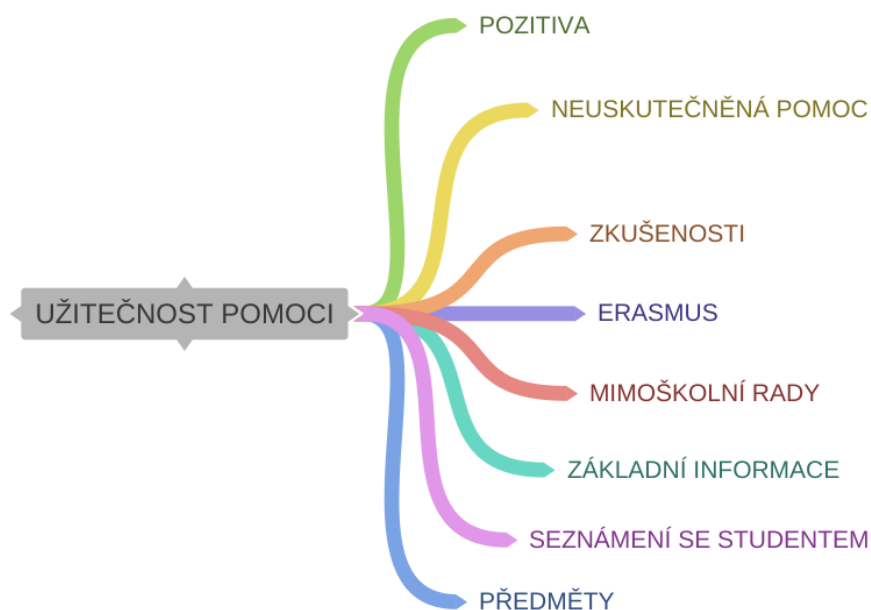 POZITIVA
NEUSKUTEČNĚNÁ POMOC
ZKUŠENOSTI
UŽITEČNOST POMOCI
ERASMUS
MIMOŠKOLNÍ RADY
ZÁKLADNÍ INFORMACE
SEZNÁMENÍ SE STUDENTEM
PŘEDMĚTY